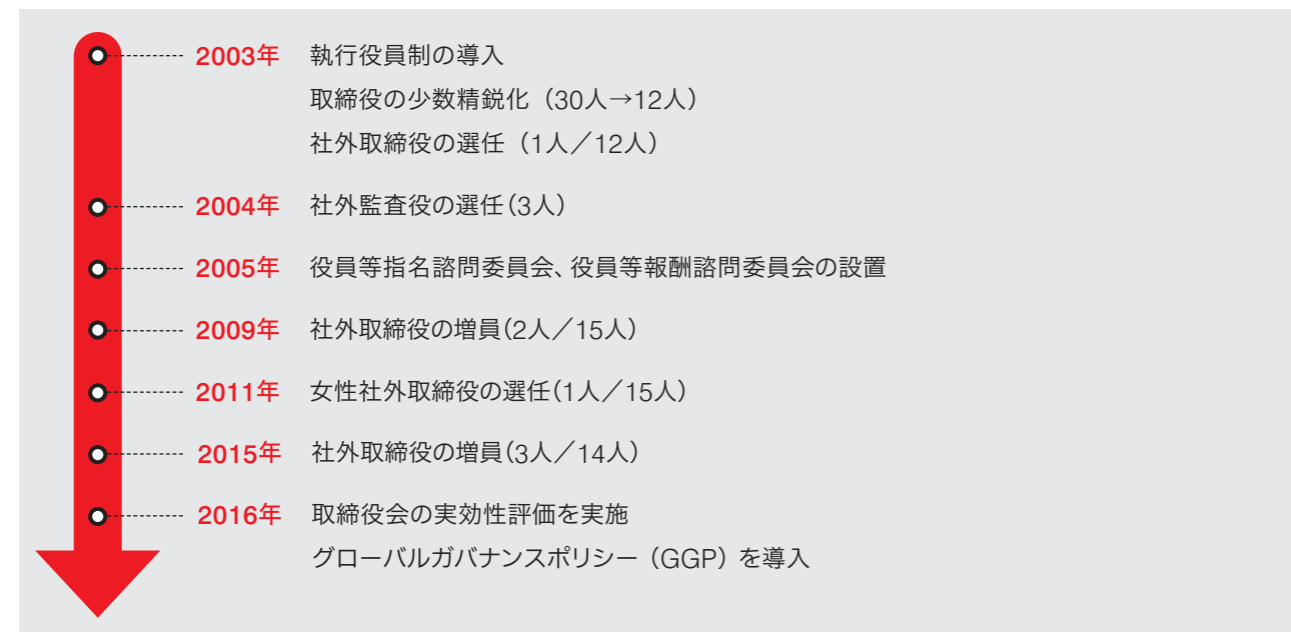 2003年 執行役員制の導入
取締役の少数精鋭化（30人→12人）
社外取締役の選任（1人／12人）
2004年 社外監査役の選任（3人）
2005年 役員等指名諮問委員会、役員等報酬諮問委員会の設置
2009年 社外取締役の増員（2人／15人）
2011年 女性社外取締役の選任（1人／15人）
2015年 社外取締役の増員（3人／14人）
2016年 取締役会の実効性評価を実施
グローバルガバナンスポリシー（GGP）を導入